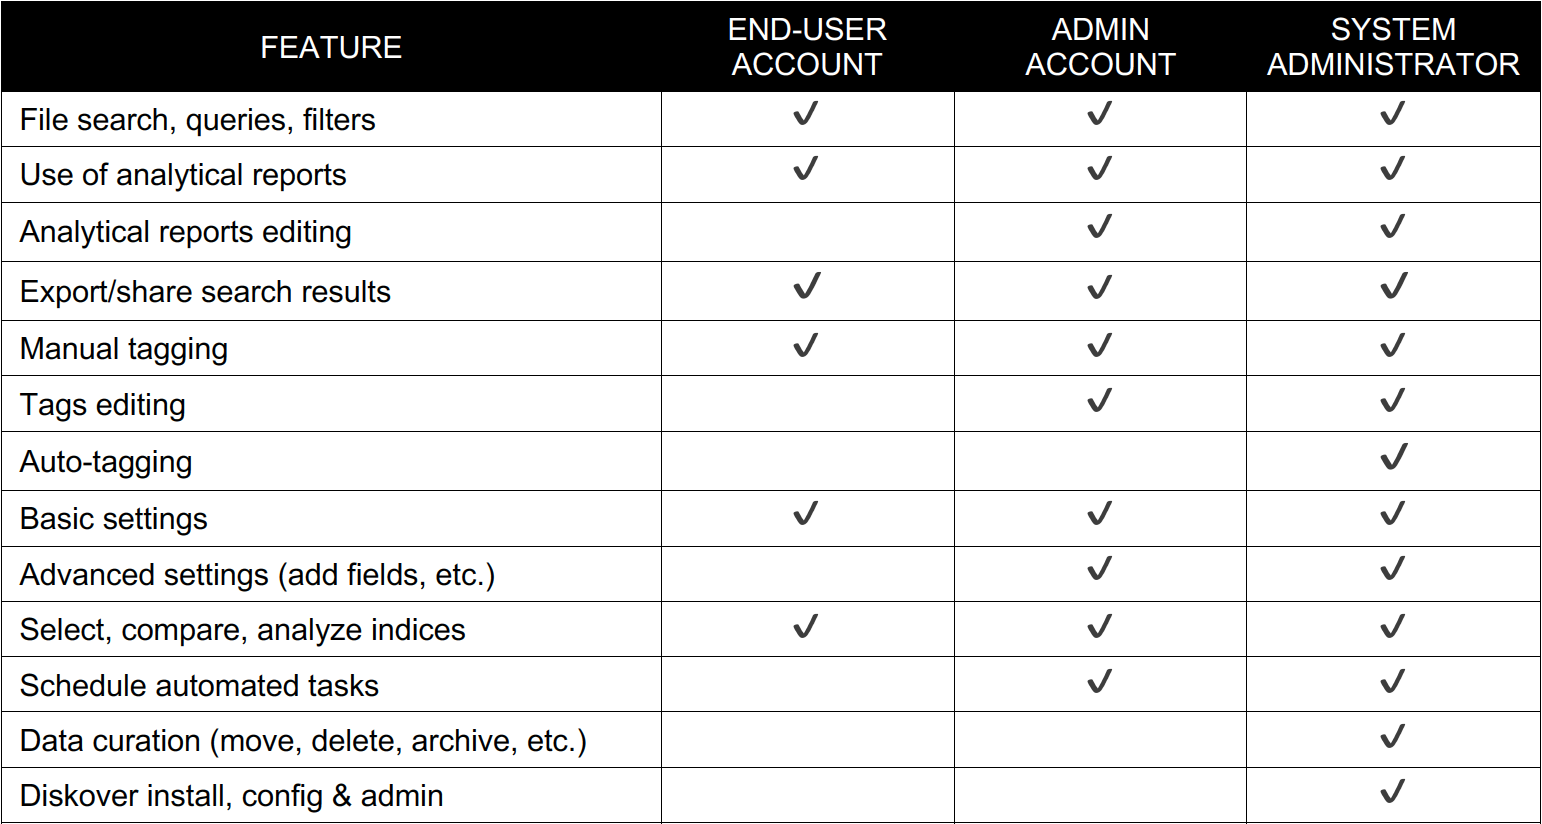 FEATURE
END-USER
ACCOUNT
ADMIN
ACCOUNT
SYSTEM
ADMINISTRATOR
File search, queries, filters ✓ ✓ ✓
Use of analytical reports ✓ ✓ ✓
Analytical reports editing ✓ ✓
Export/share search results ✓ ✓ ✓
Manual tagging ✓ ✓ ✓
Tags editing ✓ ✓
Auto-tagging ✓
Basic settings ✓ ✓ ✓
Advanced settings (add fields, etc.) ✓ ✓
Select, compare, analyze indices ✓ ✓ ✓
Schedule automated tasks ✓ ✓
Data curation (move, delete, archive, etc.) ✓
Diskover install, config & admin ✓